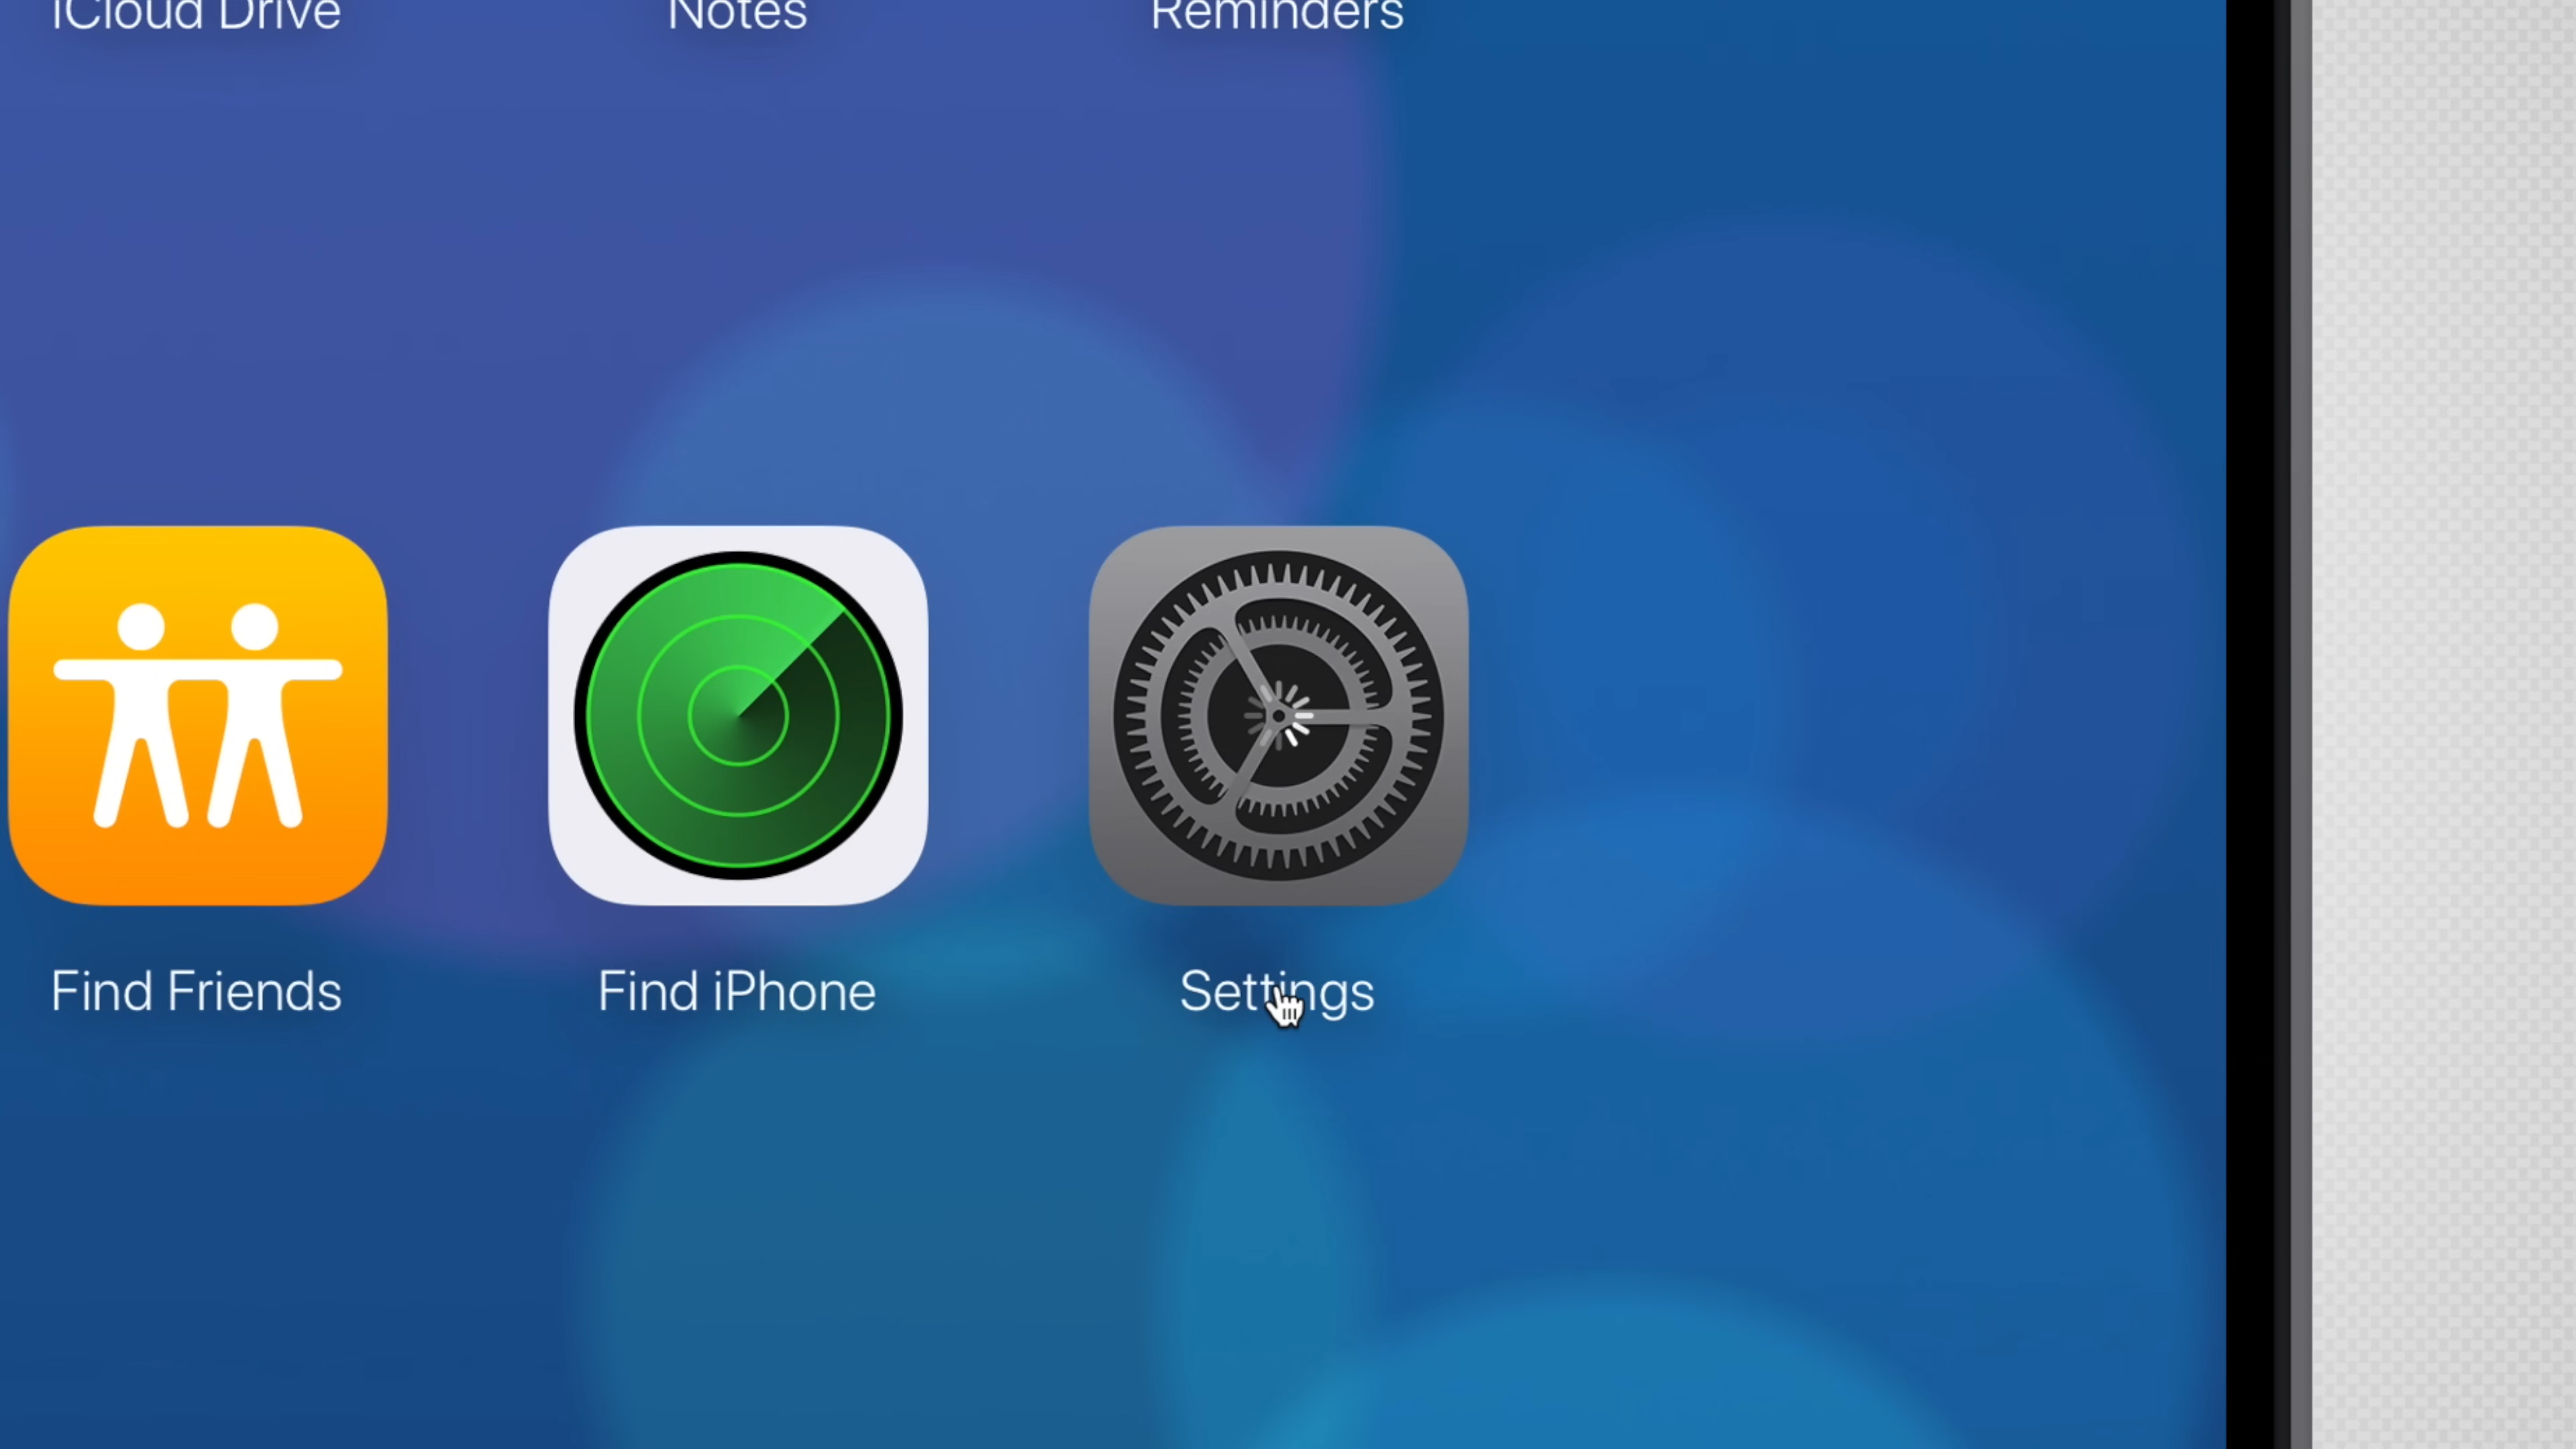 iCloud Drive
Notes
Reminders
Find Friends
Find iPhone
Settings